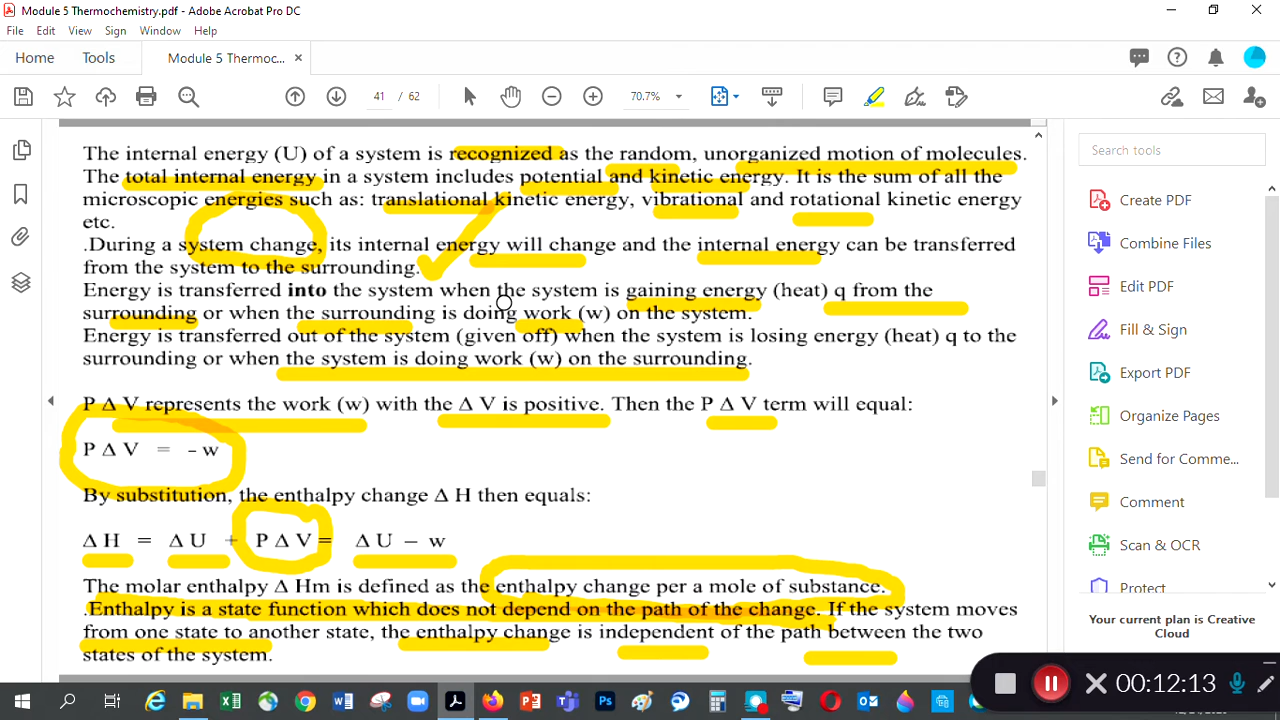 Module 5 Thermochemistry.pdf - Adobe Acrobat Pro DC
File Edit View Sign Window Help
Home Tools Module 5 Thermoc... ×
41 / 62 70.7%
The internal energy (U) of a system is recognized as the random, unorganized motion of molecules.
The total internal energy in a system includes potential and kinetic energy. It is the sum of all the
microscopic energies such as: translational kinetic energy, vibrational and rotational kinetic energy
etc.
.During a system change, its internal energy will change and the internal energy can be transferred
from the system to the surrounding.
Energy is transferred into the system when the system is gaining energy (heat) q from the
surrounding or when the surrounding is doing work (w) on the system.
Energy is transferred out of the system (given off) when the system is losing energy (heat) q to the
surrounding or when the system is doing work (w) on the surrounding.
P Δ V represents the work (w) with the Δ V is positive. Then the P Δ V term will equal:
P Δ V = - w
By substitution, the enthalpy change Δ H then equals:
Δ H = Δ U + P Δ V = Δ U – w
The molar enthalpy Δ Hm is defined as the enthalpy change per a mole of substance.
.Enthalpy is a state function which does not depend on the path of the change. If the system moves
from one state to another state, the enthalpy change is independent of the path between the two
states of the system.
Search tools
Create PDF
Combine Files
Edit PDF
Fill & Sign
Export PDF
Organize Pages
Send for Comme...
Comment
Scan & OCR
Protect
Your current plan is Creative
Cloud
00:12:13